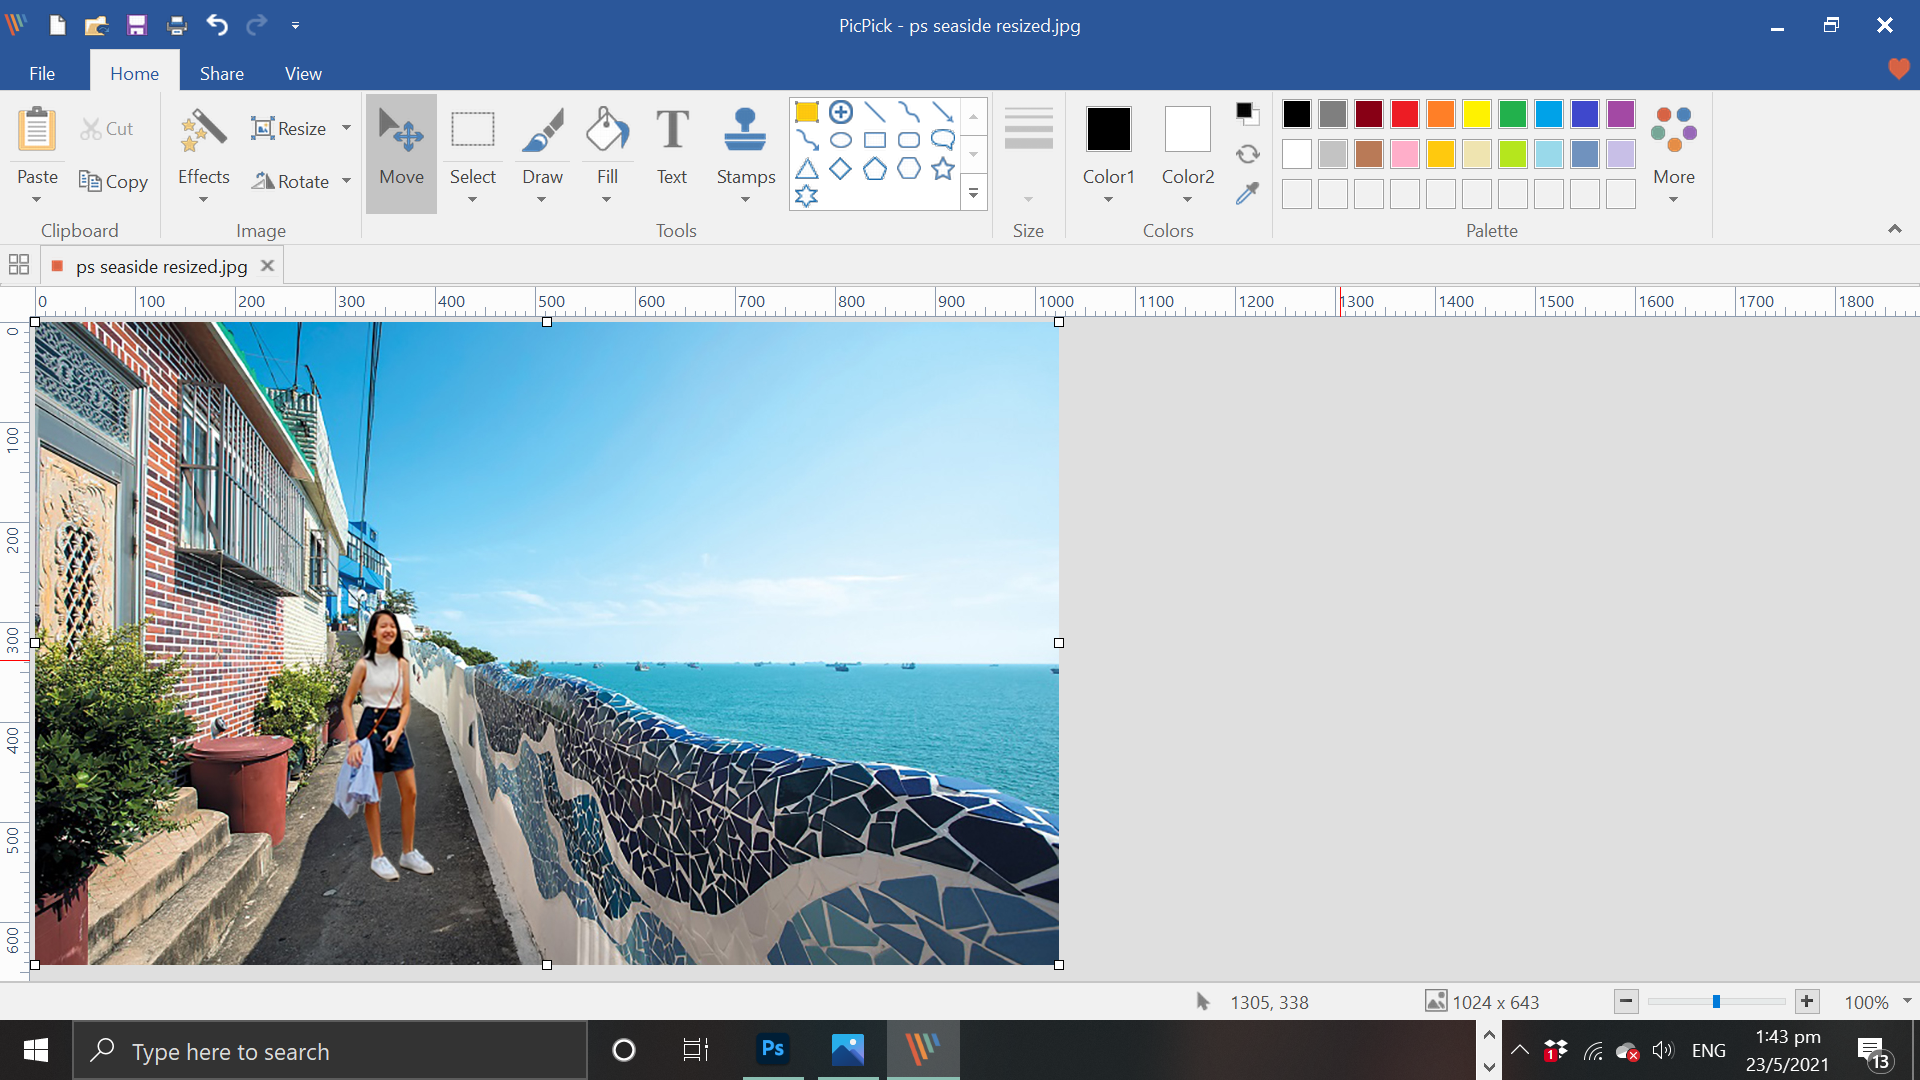 PicPick - ps seaside resized.jpg
File Home Share View
Paste Cut Copy Effects Resize Rotate Move Select Draw Fill Text Stamps Color1 Color2 More
Clipboard Image Tools Size Colors Palette
ps seaside resized.jpg
0 100 200 300 400 500 600 700 800 900 1000 1100 1200 1300 1400 1500 1600 1700 1800
0
100
200
300
400
500
600
1305, 338 1024 x 643 100%
Type here to search Ps 1 ENG 1:43 pm 13
23/5/2021